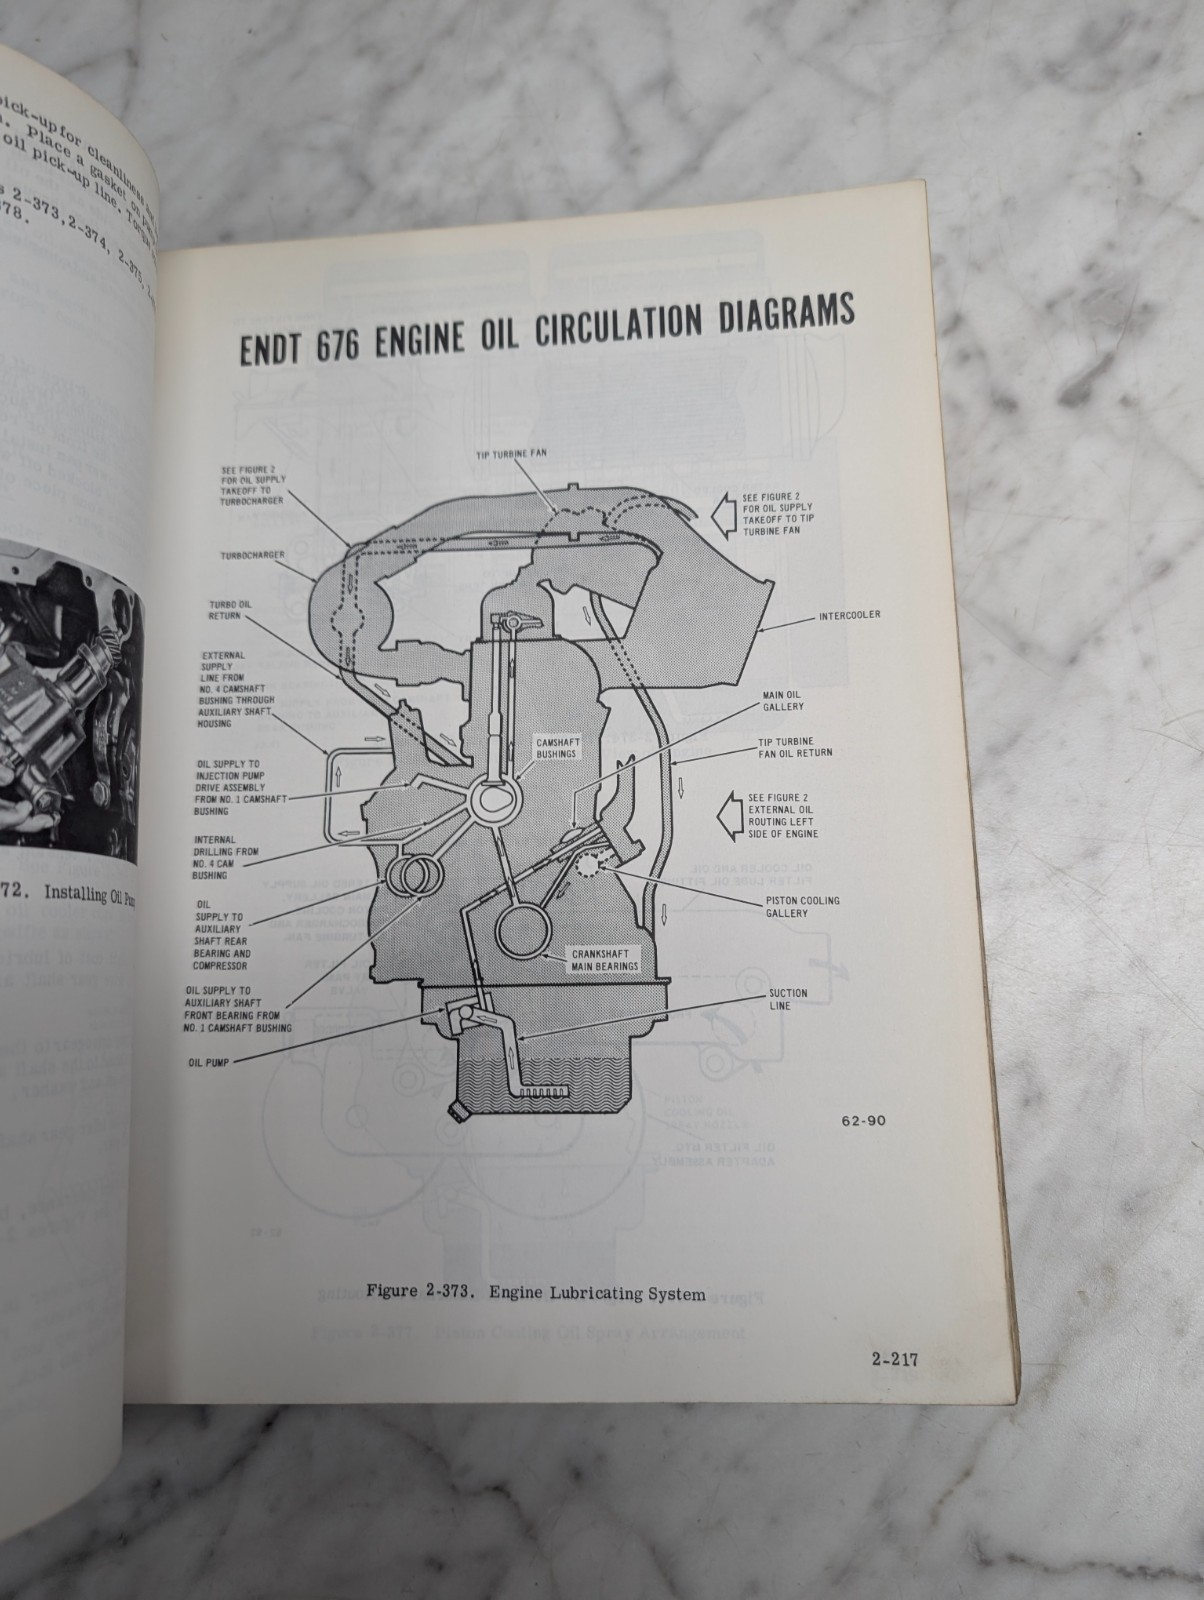 pick-up for cleanliness
Place a gasket on
oil pick-up line. Torque
2-373, 2-374, 2-375,
378.
72. Installing Oil
ENDT 676 ENGINE OIL CIRCULATION DIAGRAMS
TIP TURBINE FAN
SEE FIGURE 2
FOR OIL SUPPLY
TAKEOFF TO
TURBOCHARGER
SEE FIGURE 2
FOR OIL SUPPLY
TAKEOFF TO TIP
TURBINE FAN
TURBOCHARGER
TURBO OIL
RETURN
INTERCOOLER
EXTERNAL
SUPPLY
LINE FROM
NO. 4 CAMSHAFT
BUSHING THROUGH
AUXILIARY SHAFT
HOUSING
MAIN OIL
GALLERY
CAMSHAFT
BUSHINGS
TIP TURBINE
FAN OIL RETURN
OIL SUPPLY TO
INJECTION PUMP
DRIVE ASSEMBLY
FROM NO. 1 CAMSHAFT
BUSHING
SEE FIGURE 2
EXTERNAL OIL
ROUTING LEFT
SIDE OF ENGINE
INTERNAL
DRILLING FROM
NO. 4 CAM
BUSHING
OIL
SUPPLY TO
AUXILIARY
SHAFT REAR
BEARING AND
COMPRESSOR
PISTON COOLING
GALLERY
CRANKSHAFT
MAIN BEARINGS
OIL SUPPLY TO
AUXILIARY SHAFT
FRONT BEARING FROM
NO. 1 CAMSHAFT BUSHING
SUCTION
LINE
OIL PUMP
62-90
Figure 2-373. Engine Lubricating System
2-217